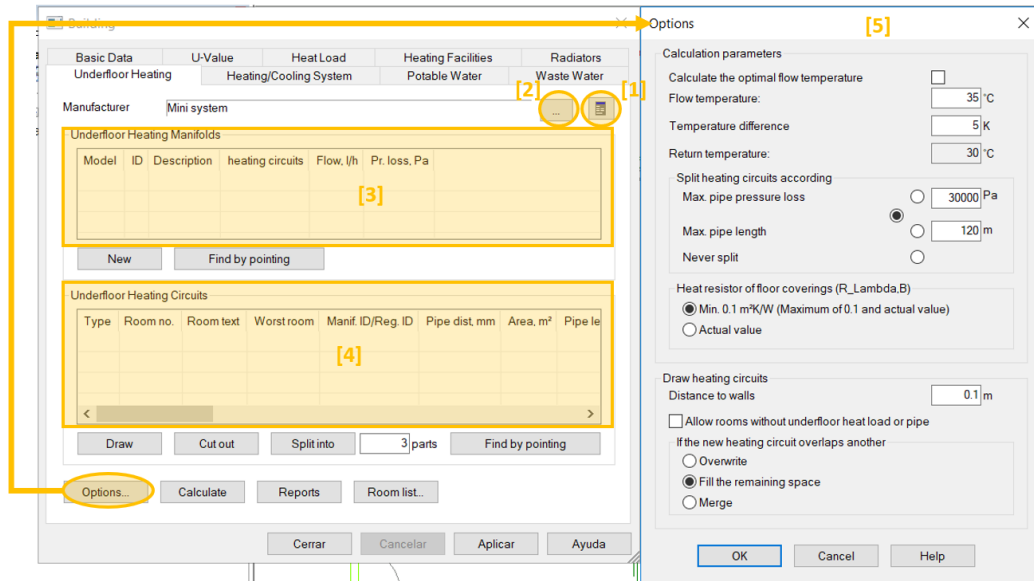 Building
Basic Data U-Value Heat Load Heating Facilities Radiators
Underfloor Heating Heating/Cooling System Potable Water Waste Water
[2] [1]
Manufacturer Mini system ...
Underfloor Heating Manifolds
Model ID Description heating circuits Flow, l/h Pr. loss, Pa
[3]
New Find by pointing
Underfloor Heating Circuits
Type Room no. Room text Worst room Manif. ID/Reg. ID Pipe dist, mm Area, m² Pipe le
[4]
Draw Cut out Split into 3 parts Find by pointing
Options... Calculate Reports Room list...
Cerrar Cancelar Aplicar Ayuda
Options [5]
Calculation parameters
Calculate the optimal flow temperature
Flow temperature: 35 °C
Temperature difference 5 K
Return temperature: 30 °C
Split heating circuits according
Max. pipe pressure loss 30000 Pa
Max. pipe length 120 m
Never split
Heat resistor of floor coverings (R_Lambda,B)
Min. 0.1 m²K/W (Maximum of 0.1 and actual value)
Actual value
Draw heating circuits
Distance to walls 0.1 m
Allow rooms without underfloor heat load or pipe
If the new heating circuit overlaps another
Overwrite
Fill the remaining space
Merge
OK Cancel Help